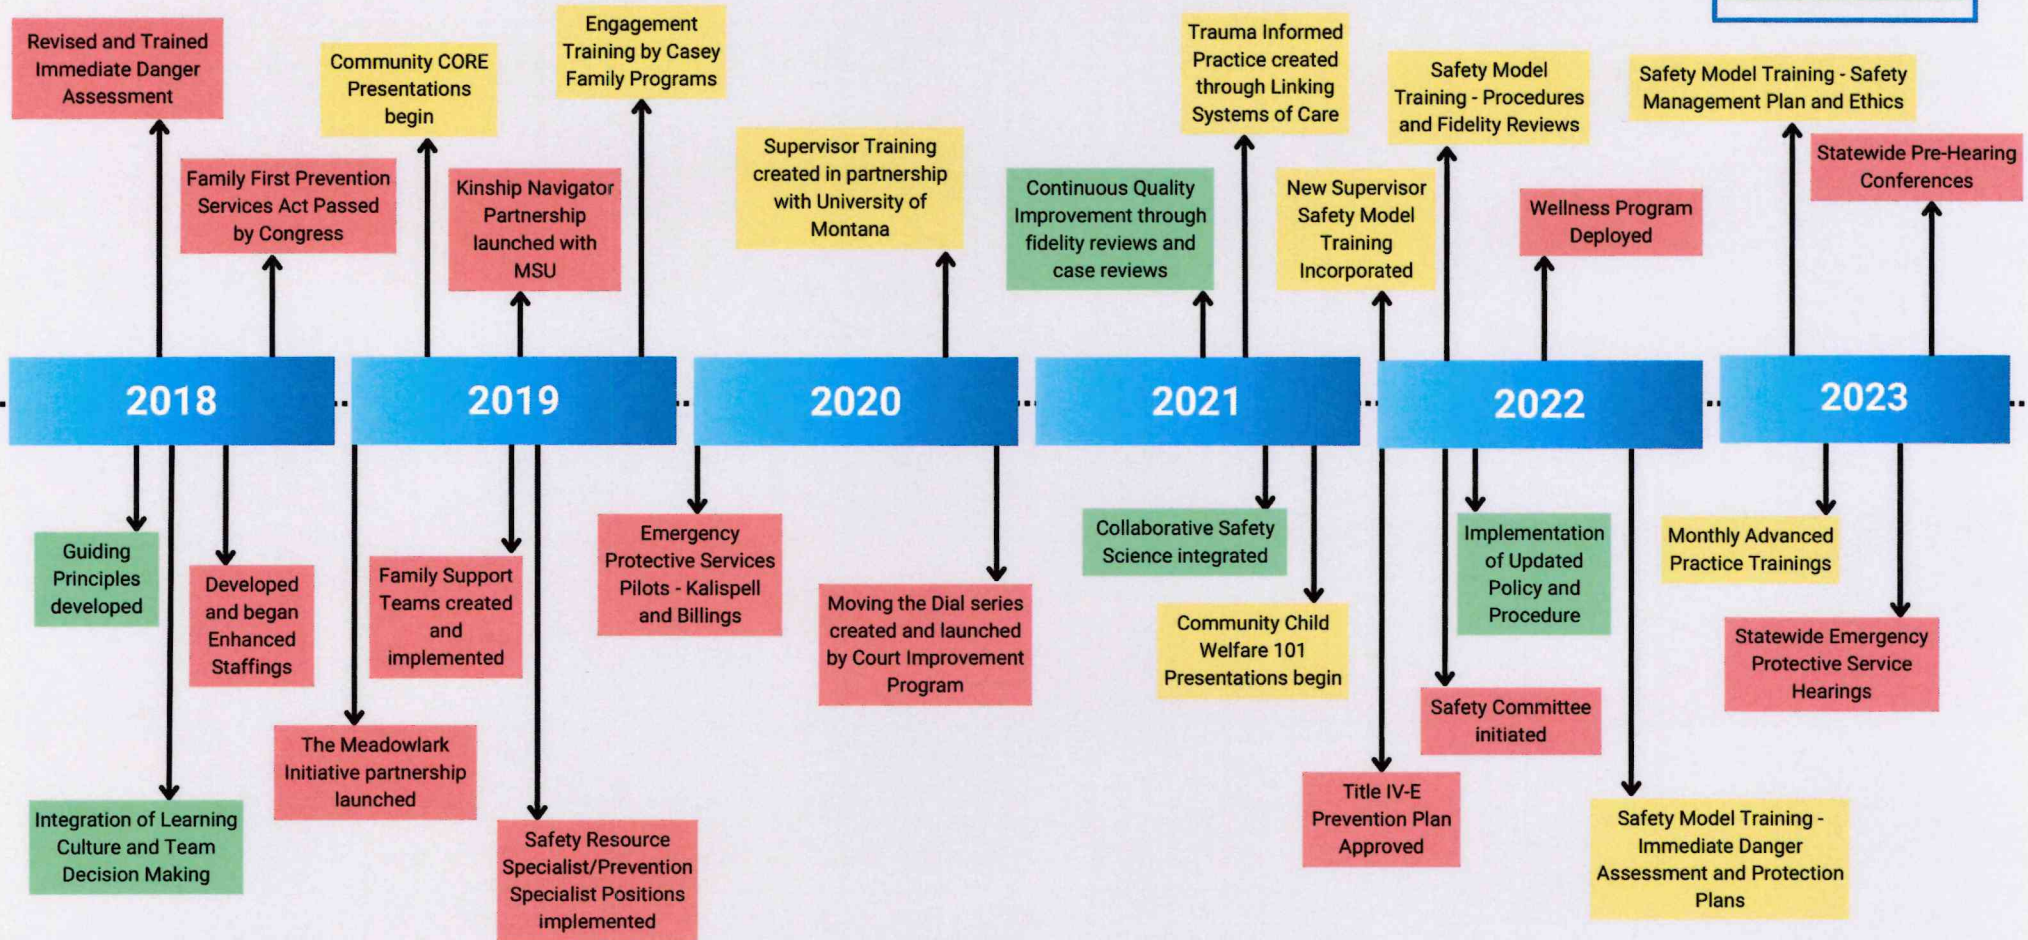 Revised and Trained
Immediate Danger
Assessment
Family First Prevention
Services Act Passed
by Congress
Community CORE
Presentations
begin
Kinship Navigator
Partnership
launched with
MSU
Engagement
Training by Casey
Family Programs
Supervisor Training
created in partnership
with University of
Montana
Continuous Quality
Improvement through
fidelity reviews and
case reviews
Trauma Informed
Practice created
through Linking
Systems of Care
New Supervisor
Safety Model
Training
Incorporated
Safety Model
Training - Procedures
and Fidelity Reviews
Wellness Program
Deployed
Safety Model Training - Safety
Management Plan and Ethics
Statewide Pre-Hearing
Conferences
2018
2019
2020
2021
2022
2023
Guiding
Principles
developed
Integration of Learning
Culture and Team
Decision Making
Developed
and began
Enhanced
Staffings
The Meadowlark
Initiative partnership
launched
Family Support
Teams created
and
implemented
Safety Resource
Specialist/Prevention
Specialist Positions
implemented
Emergency
Protective Services
Pilots - Kalispell
and Billings
Moving the Dial series
created and launched
by Court Improvement
Program
Collaborative Safety
Science integrated
Community Child
Welfare 101
Presentations begin
Title IV-E
Prevention Plan
Approved
Safety Committee
initiated
Implementation
of Updated
Policy and
Procedure
Safety Model Training -
Immediate Danger
Assessment and Protection
Plans
Monthly Advanced
Practice Trainings
Statewide Emergency
Protective Service
Hearings